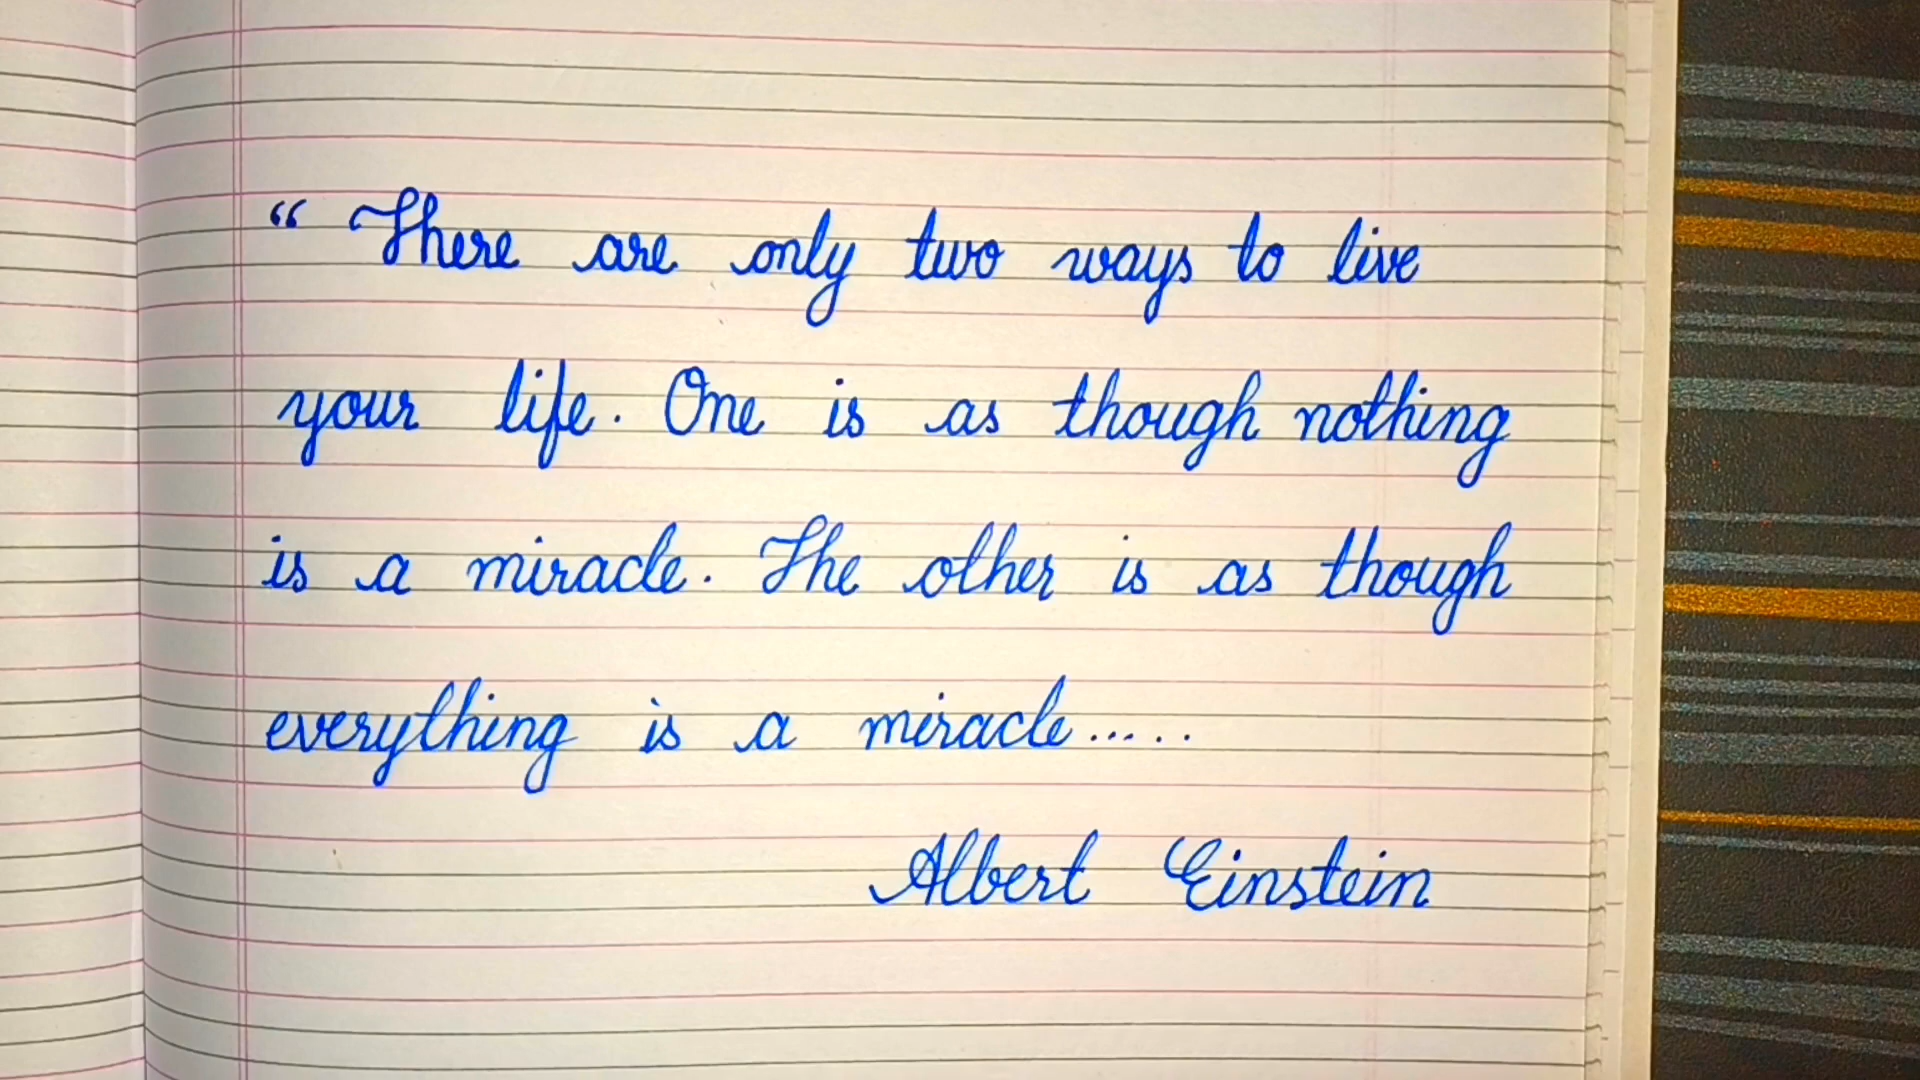 “ There are only two ways to live
your life. One is as though nothing
is a miracle. The other is as though
everything is a miracle.....
Albert Einstein